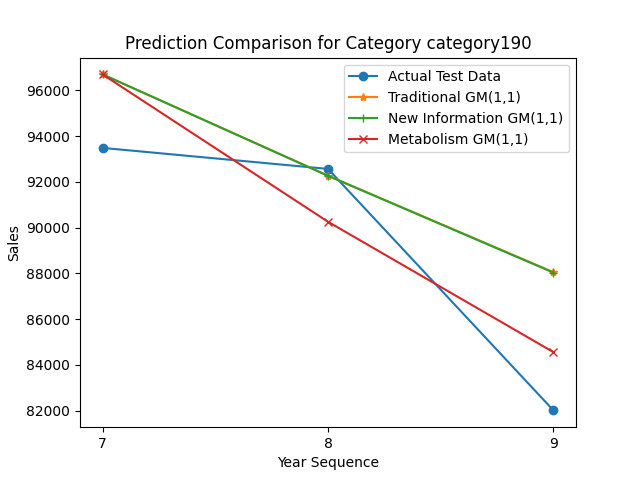 Prediction Comparison for Category category190
Actual Test Data
Traditional GM(1,1)
New Information GM(1,1)
Metabolism GM(1,1)
Sales
96000
94000
92000
90000
88000
86000
84000
82000
7
8
9
Year Sequence